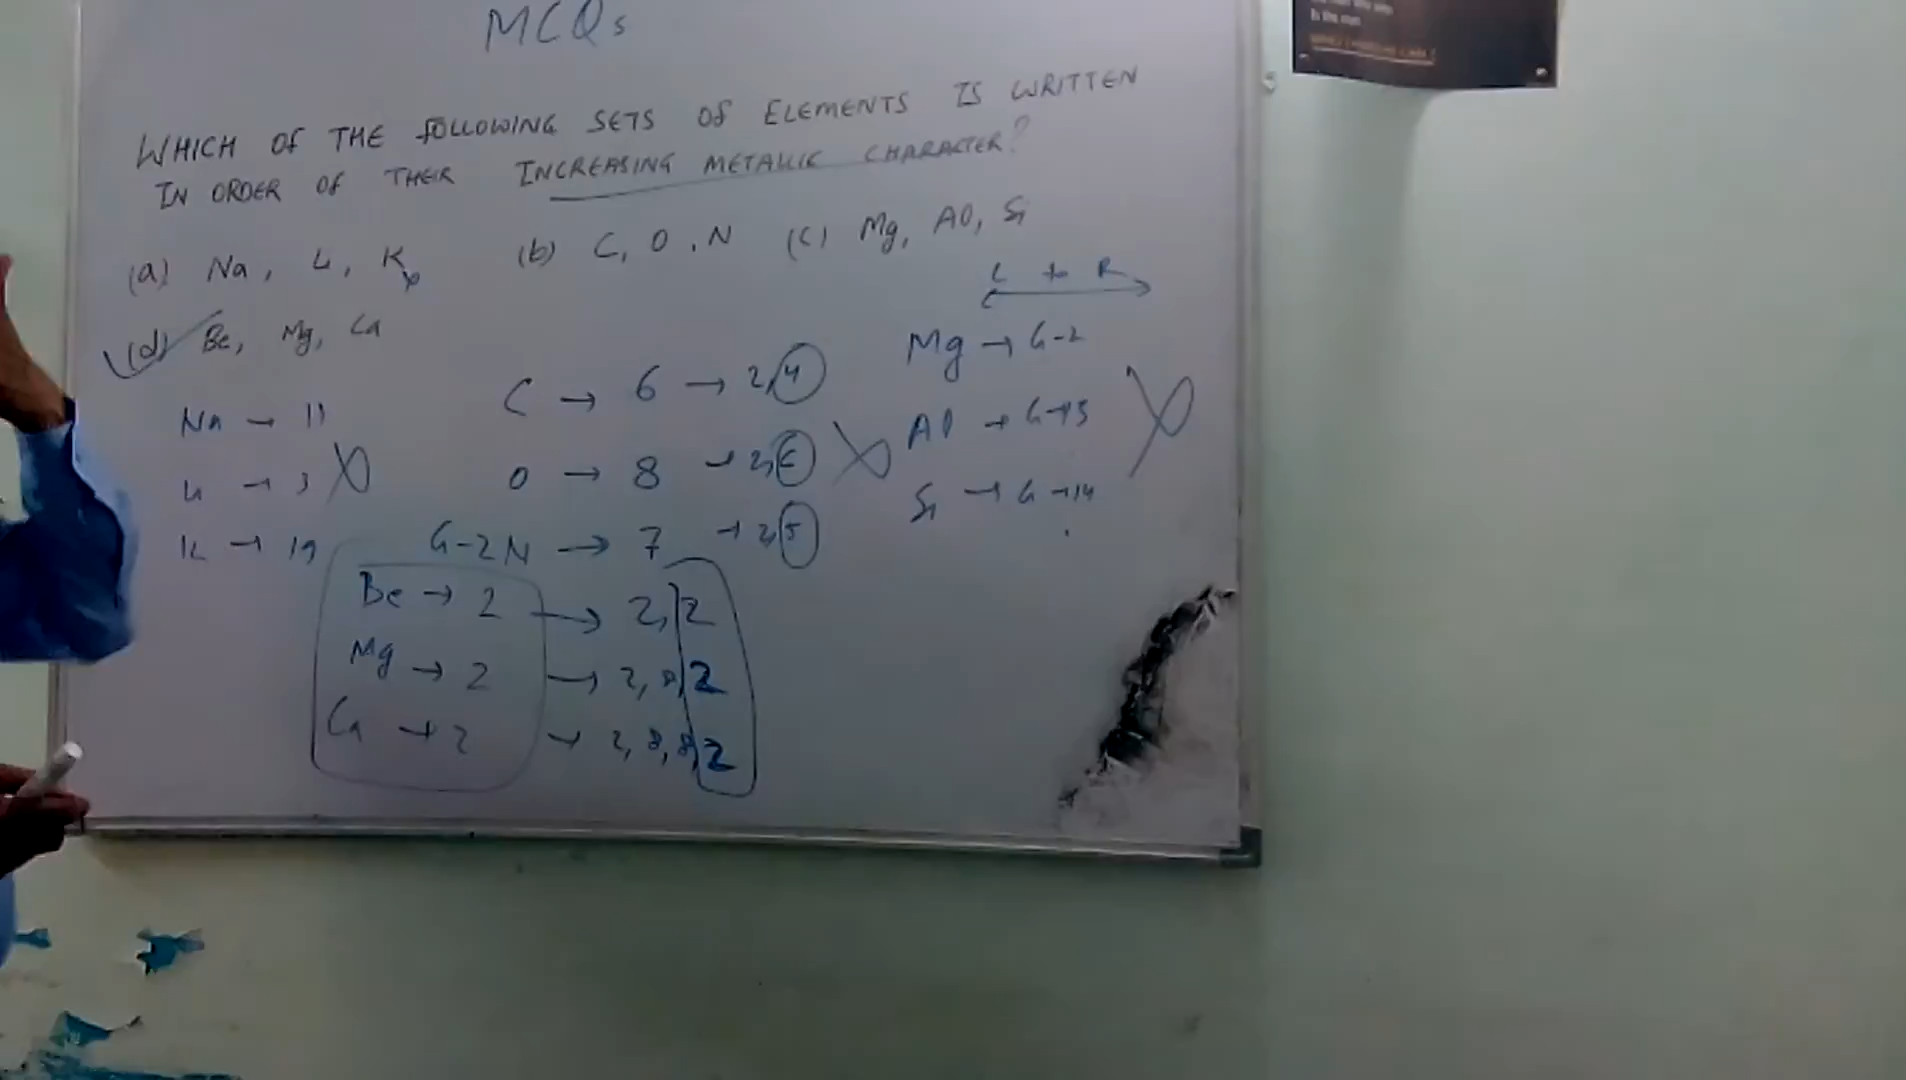 MCQs
WHICH OF THE FOLLOWING SETS OF ELEMENTS IS WRITTEN
IN ORDER OF THEIR INCREASING METALLIC CHARACTER?
(a) Na, Li, K (b) C, O, N (c) Mg, Al, Si
(d) Be, Mg, Ca
L to R
Mg → G-2
Al → G→13
Si → G→14
Na → 11
Li → 3
K → 19
C → 6 → 2,4
O → 8 → 2,6
N → 7 → 2,5
G-2
Be → 2 → 2,2
Mg → 2 → 2,8,2
Ca → 2 → 2,8,8,2